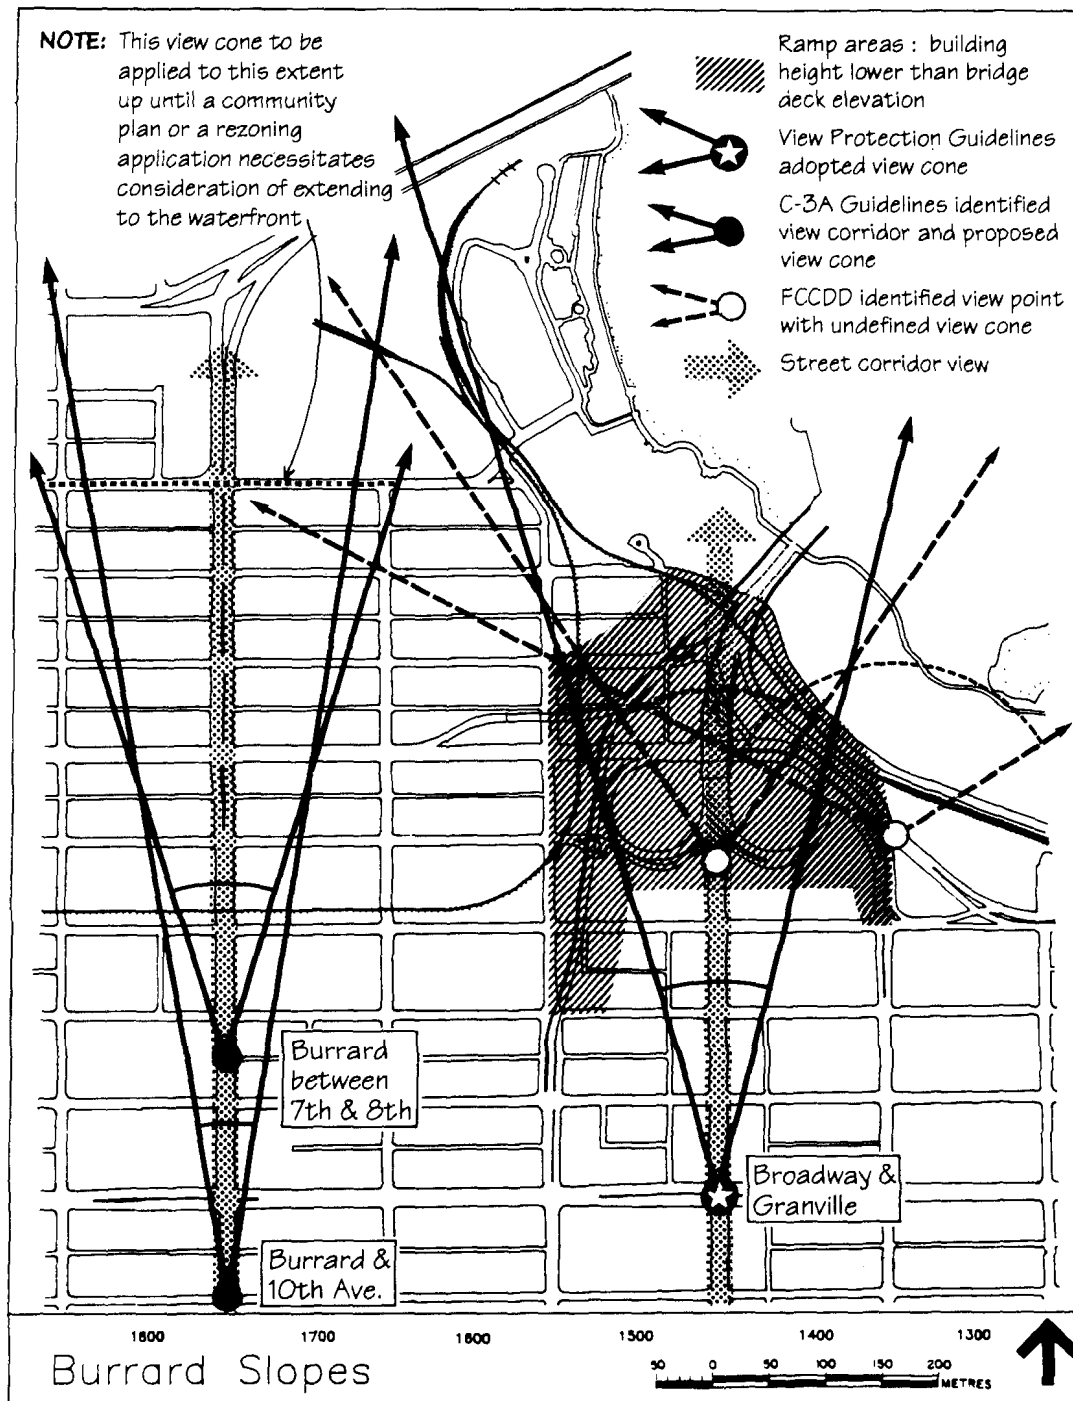 NOTE: This view cone to be
applied to this extent
up until a community
plan or a rezoning
application necessitates
consideration of extending
to the waterfront
Ramp areas : building
height lower than bridge
deck elevation
View Protection Guidelines
adopted view cone
C-3A Guidelines identified
view corridor and proposed
view cone
FCCDD identified view point
with undefined view cone
Street corridor view
Burrard
between
7th & 8th
Broadway &
Granville
Burrard &
10th Ave.
1800 1700 1600 1500 1400 1300
Burrard Slopes
50 0 50 100 150 200
METRES